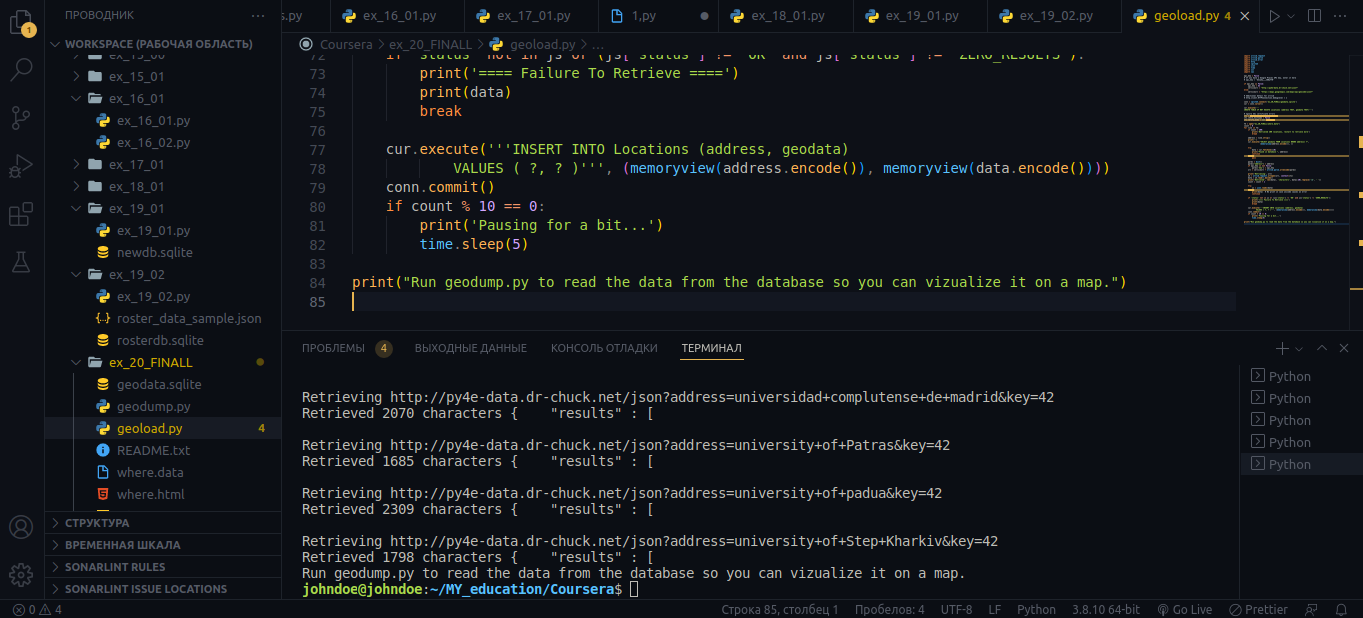 s.py ex_16_01.py ex_17_01.py 1,py ex_18_01.py ex_19_01.py ex_19_02.py geoload.py 4
1
ПРОВОДНИК
WORKSPACE (РАБОЧАЯ ОБЛАСТЬ)
ex_15_01
ex_16_01
ex_16_01.py
ex_16_02.py
ex_17_01
ex_18_01
ex_19_01
ex_19_01.py
newdb.sqlite
ex_19_02
ex_19_02.py
roster_data_sample.json
rosterdb.sqlite
ex_20_FINALL
geodata.sqlite
geodump.py
geoload.py 4
README.txt
where.data
where.html
СТРУКТУРА
ВРЕМЕННАЯ ШКАЛА
SONARLINT RULES
SONARLINT ISSUE LOCATIONS
Coursera > ex_20_FINALL > geoload.py > ...
72 if 'status' not in js or (js['status'] != 'OK' and js['status'] != 'ZERO_RESULTS'):
73 print('==== Failure To Retrieve ====')
74 print(data)
75 break
76
77 cur.execute('''INSERT INTO Locations (address, geodata)
78 VALUES ( ?, ? )''', (memoryview(address.encode()), memoryview(data.encode())))
79 conn.commit()
80 if count % 10 == 0:
81 print('Pausing for a bit...')
82 time.sleep(5)
83
84 print("Run geodump.py to read the data from the database so you can vizualize it on a map.")
85
ПРОБЛЕМЫ 4 ВЫХОДНЫЕ ДАННЫЕ КОНСОЛЬ ОТЛАДКИ ТЕРМИНАЛ
Retrieving http://py4e-data.dr-chuck.net/json?address=universidad+complutense+de+madrid&key=42
Retrieved 2070 characters { "results" : [
Retrieving http://py4e-data.dr-chuck.net/json?address=university+of+Patras&key=42
Retrieved 1685 characters { "results" : [
Retrieving http://py4e-data.dr-chuck.net/json?address=university+of+padua&key=42
Retrieved 2309 characters { "results" : [
Retrieving http://py4e-data.dr-chuck.net/json?address=university+of+Step+Kharkiv&key=42
Retrieved 1798 characters { "results" : [
Run geodump.py to read the data from the database so you can vizualize it on a map.
johndoe@johndoe:~/MY_education/Coursera$
Python
Python
Python
Python
Python
0 4 Строка 85, столбец 1 Пробелов: 4 UTF-8 LF Python 3.8.10 64-bit Go Live Prettier